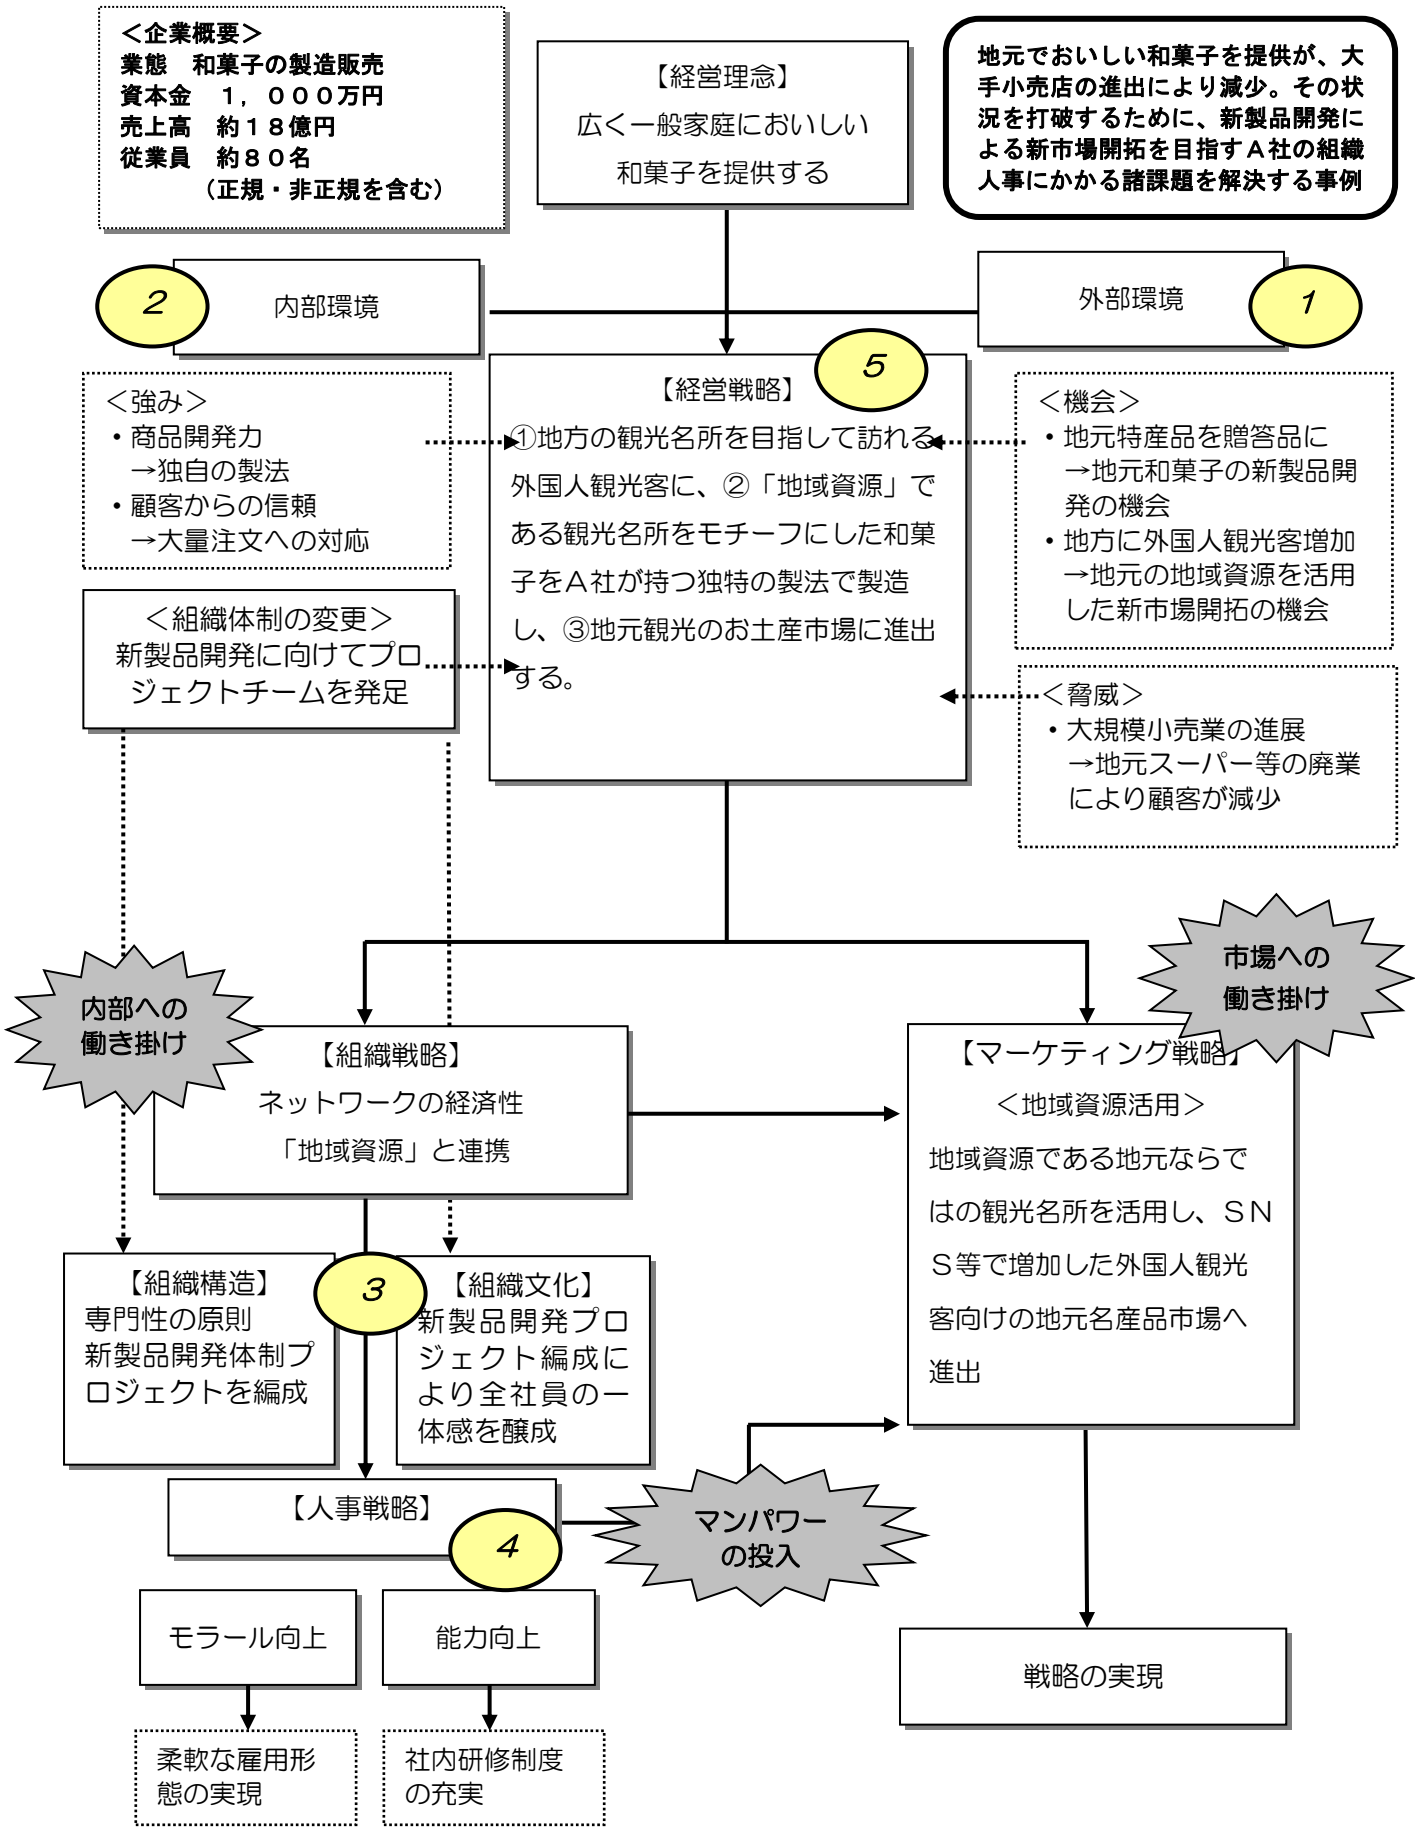 ＜企業概要＞
業態　和菓子の製造販売
資本金　１，０００万円
売上高　約１８億円
従業員　約８０名
（正規・非正規を含む）
【経営理念】
広く一般家庭においしい
和菓子を提供する
地元でおいしい和菓子を提供が、大
手小売店の進出により減少。その状
況を打破するために、新製品開発に
よる新市場開拓を目指すＡ社の組織
人事にかかる諸課題を解決する事例
２
内部環境
外部環境
１
５
【経営戦略】
①地方の観光名所を目指して訪れる
外国人観光客に、②「地域資源」で
ある観光名所をモチーフにした和菓
子をＡ社が持つ独特の製法で製造
し、③地元観光のお土産市場に進出
する。
＜強み＞
・商品開発力
→独自の製法
・顧客からの信頼
→大量注文への対応
＜組織体制の変更＞
新製品開発に向けてプロ
ジェクトチームを発足
＜機会＞
・地元特産品を贈答品に
→地元和菓子の新製品開
発の機会
・地方に外国人観光客増加
→地元の地域資源を活用
した新市場開拓の機会
＜脅威＞
・大規模小売業の進展
→地元スーパー等の廃業
により顧客が減少
内部への
働き掛け
市場への
働き掛け
【組織戦略】
ネットワークの経済性
「地域資源」と連携
【マーケティング戦略】
＜地域資源活用＞
地域資源である地元ならで
はの観光名所を活用し、ＳＮ
Ｓ等で増加した外国人観光
客向けの地元名産品市場へ
進出
【組織構造】
専門性の原則
新製品開発体制プ
ロジェクトを編成
３
【組織文化】
新製品開発プロ
ジェクト編成に
より全社員の一
体感を醸成
【人事戦略】
４
マンパワー
の投入
モラール向上
能力向上
戦略の実現
柔軟な雇用形
態の実現
社内研修制度
の充実